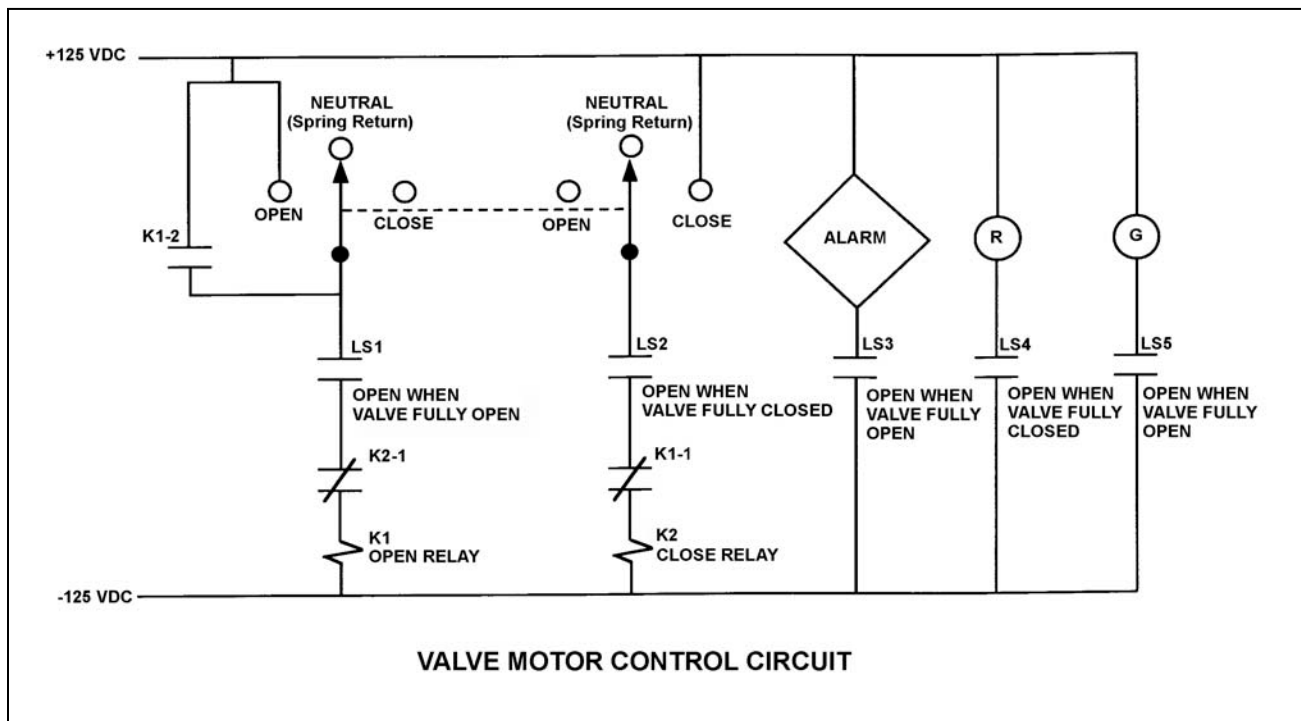 +125 VDC
NEUTRAL
(Spring Return)
NEUTRAL
(Spring Return)
OPEN
CLOSE
OPEN
CLOSE
K1-2
ALARM
R
G
LS1
OPEN WHEN
VALVE FULLY OPEN
LS2
OPEN WHEN
VALVE FULLY CLOSED
LS3
OPEN WHEN
VALVE FULLY
OPEN
LS4
OPEN WHEN
VALVE FULLY
CLOSED
LS5
OPEN WHEN
VALVE FULLY
OPEN
K2-1
K1-1
K1
OPEN RELAY
K2
CLOSE RELAY
-125 VDC
VALVE MOTOR CONTROL CIRCUIT